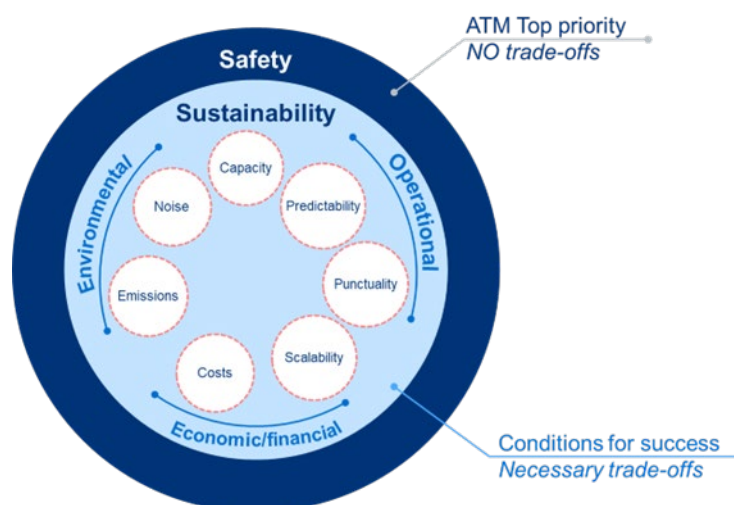 ATM Top priority
NO trade-offs
Safety
Sustainability
Environmental
Operational
Capacity
Noise
Predictability
Emissions
Punctuality
Costs
Scalability
Economic/financial
Conditions for success
Necessary trade-offs